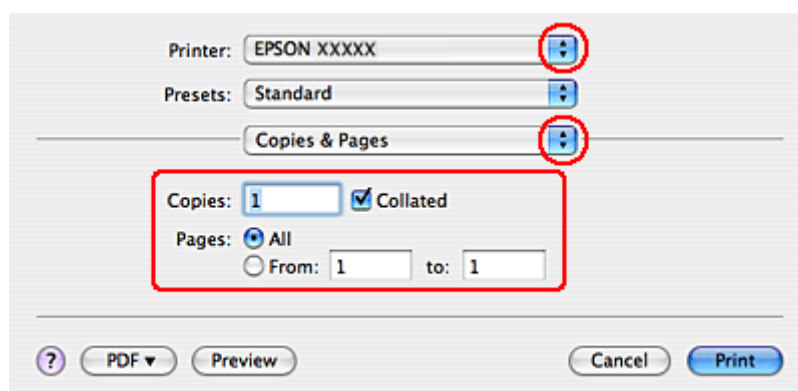 Printer: EPSON XXXXX
Presets: Standard
Copies & Pages
Copies: 1 Collated
Pages: All
From: 1 to: 1
? PDF ▼ Preview Cancel Print